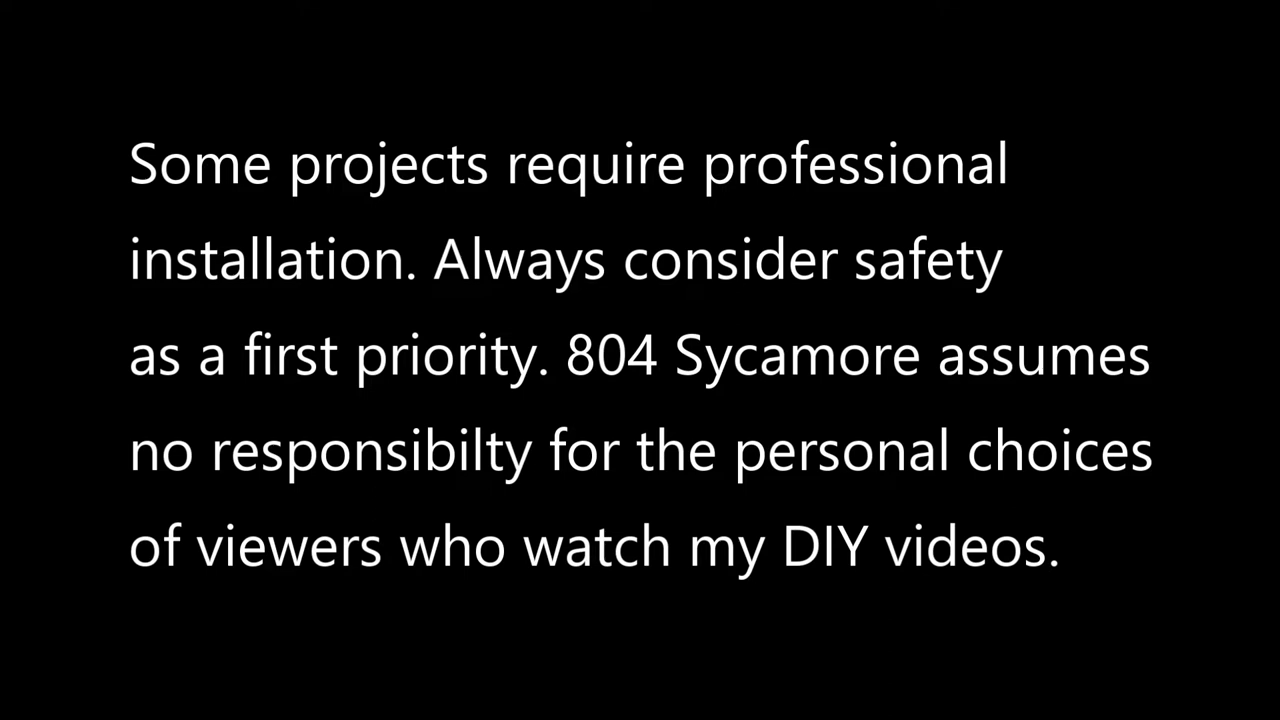 Some projects require professional
installation. Always consider safety
as a first priority. 804 Sycamore assumes
no responsibilty for the personal choices
of viewers who watch my DIY videos.